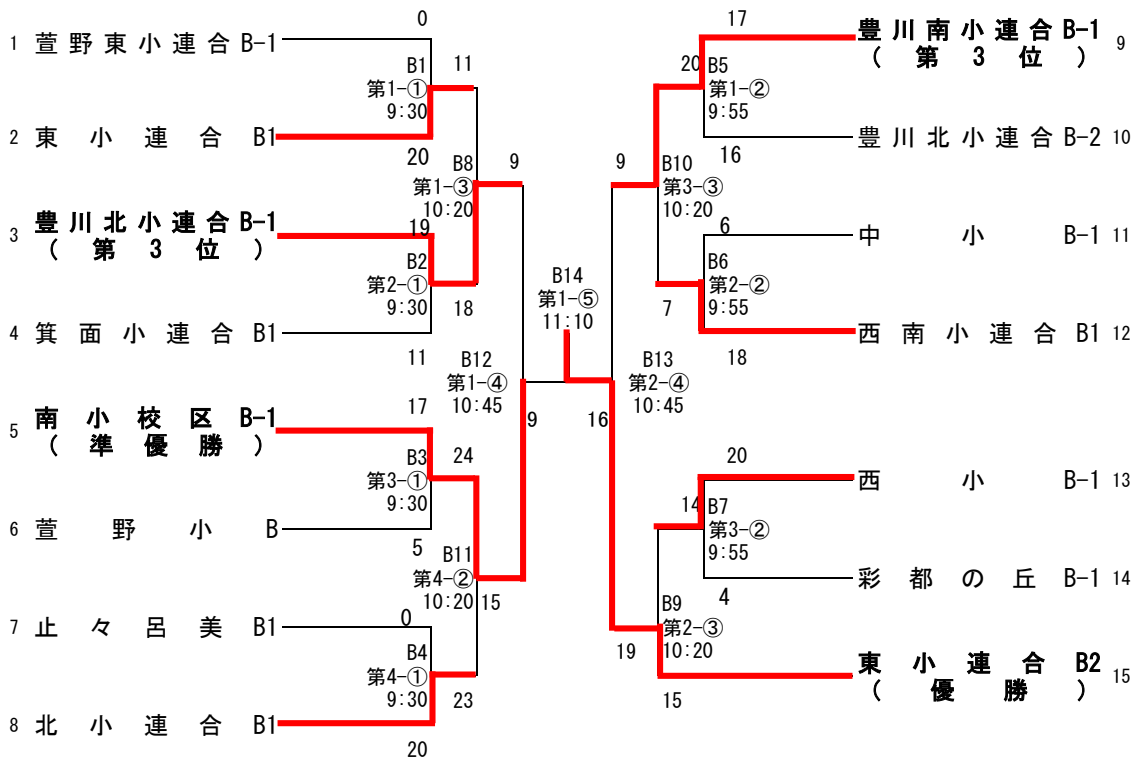 0
1 萱野東小連合B-1
B1
第1-①
9:30
11
2 東小連合B1
20
B8
第1-③
10:20
9
3 豊川北小連合B-1
(第3位)
19
B2
第2-①
9:30
18
4 箕面小連合B1
11
B12
第1-④
10:45
9
5 南小校区B-1
(準優勝)
17
B3
第3-①
9:30
24
6 萱野小B
5
B11
第4-②
10:20
15
7 止々呂美B1
0
B4
第4-①
9:30
23
8 北小連合B1
20
B14
第1-⑤
11:10
17
豊川南小連合B-1 9
(第3位)
20
B5
第1-②
9:55
豊川北小連合B-2 10
16
9
B10
第3-③
10:20
6
中小B-1 11
B6
第2-②
9:55
7
西南小連合B1 12
18
B13
第2-④
10:45
16
20
西小B-1 13
14
B7
第3-②
9:55
彩都の丘B-1 14
4
B9
第2-③
10:20
19
東小連合B2 15
(優勝)
15